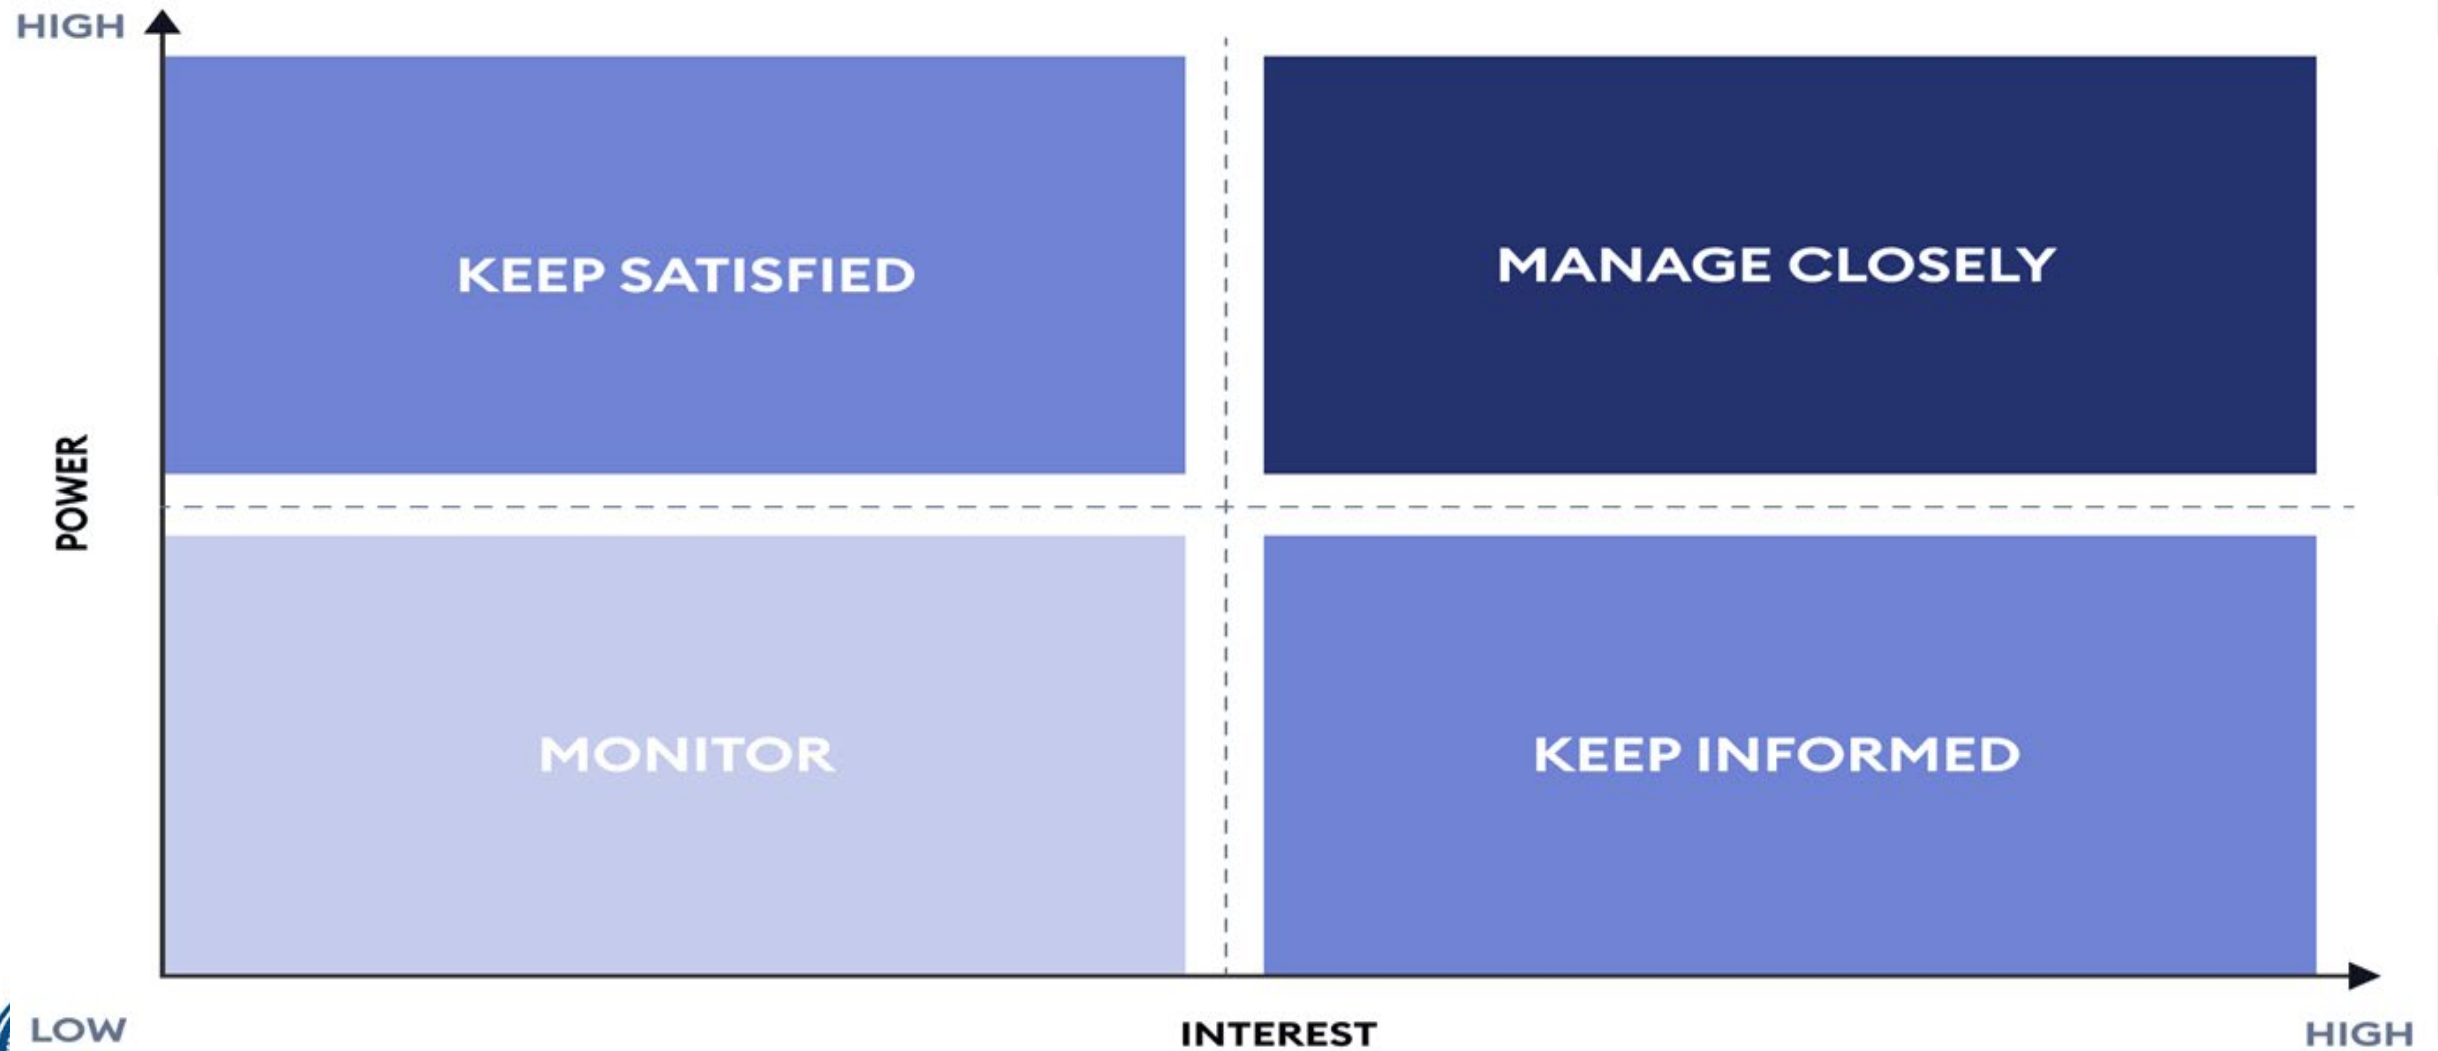 HIGH
KEEP SATISFIED
MANAGE CLOSELY
POWER
MONITOR
KEEP INFORMED
LOW
INTEREST
HIGH